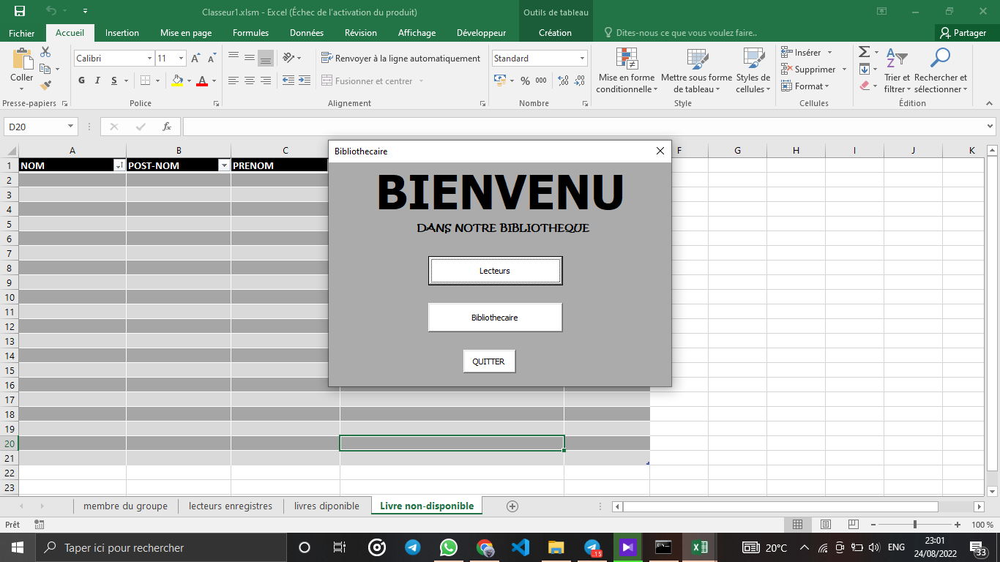 Classeur1.xlsm - Excel (Échec de l'activation du produit)
Outils de tableau
Fichier Accueil Insertion Mise en page Formules Données Révision Affichage Développeur Création Dites-nous ce que vous voulez faire.. Partager
Coller
Presse-papiers
Calibri 11
G I S
Police
Renvoyer à la ligne automatiquement
Fusionner et centrer
Alignement
Standard
% 000
Nombre
Mise en forme
conditionnelle
Mettre sous forme
de tableau
Styles de
cellules
Style
Insérer
Supprimer
Format
Cellules
Trier et
filtrer
Rechercher et
sélectionner
Édition
D20
fx
A B C F G H I J K
1 NOM POST-NOM PRENOM
2
3
4
5
6
7
8
9
10
11
12
13
14
15
16
17
18
19
20
21
22
23
Bibliothecaire
BIENVENU
DANS NOTRE BIBLIOTHEQUE
Lecteurs
Bibliothecaire
QUITTER
membre du groupe lecteurs enregistres livres diponible Livre non-disponible
Prêt
100 %
Taper ici pour rechercher
..15
20°C
ENG
23:01
24/08/2022
33